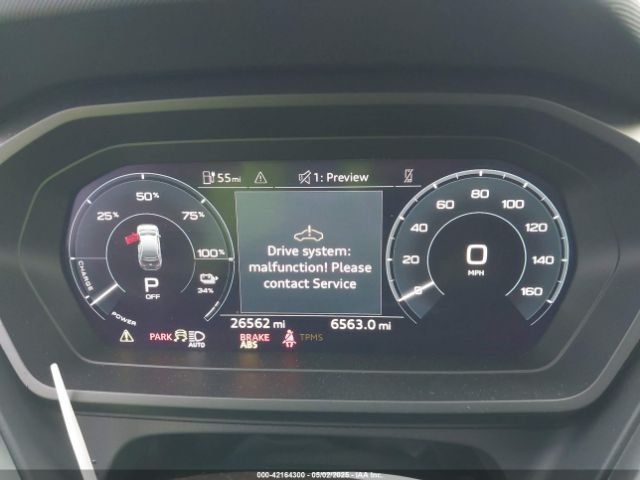 55mi 1: Preview
50%
25% 75%
100%
CHARGE
POWER
P
OFF
34%
Drive system:
malfunction! Please
contact Service
80
60 100
40 120
20 140
0 160
0
MPH
26562 mi 6563.0 mi
PARK AUTO BRAKE TPMS
ABS
000-42164300 - 05/02/2025 - IAA Inc.